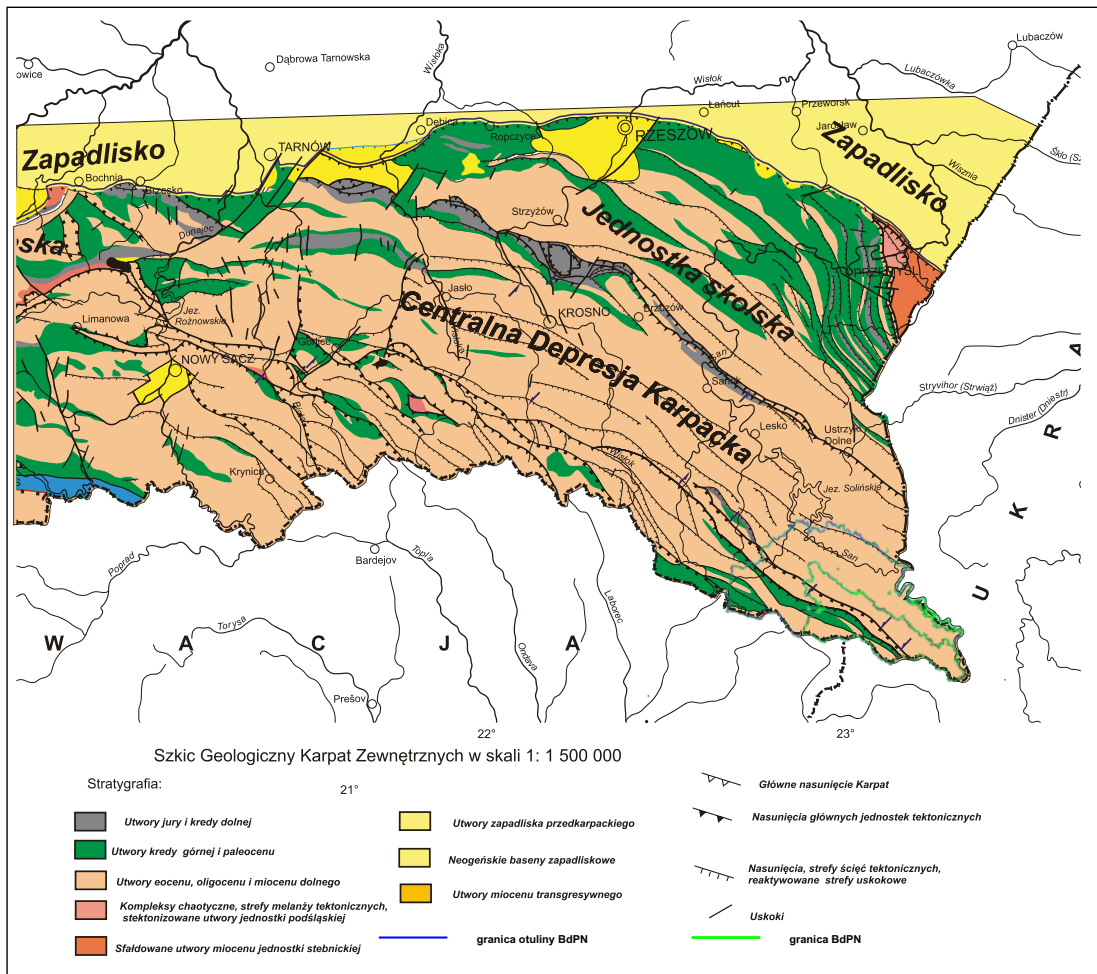 Lubaczów
Dąbrowa Tarnowska
owice
Wisłoka
Wisłok
Lubaczówka
Łańcut
Przeworsk
Dębica
Ropczyce
RZESZÓW
Jarosław
Zapadlisko
Zapadlisko
TARNÓW
Wisznia
Bochnia
Brzesko
Strzyżów
Jednostka skolska
Dunajec
Jasło
KROSNO
Brzozów
Centralna Depresja Karpacka
Limanowa
Jez.
Rożnowskie
Gorlice
NOWY SĄCZ
San
Sanok
Stryvihor (Strwiąż)
Dnister (Dniestr)
Lesko
Ustrzyki
Dolne
Wisłok
Krynica
Jez. Solińskie
San
U K R A
Poprad
Bardejov
Topl'a
Laborec
Torysa
Ondava
W A C J A
Prešov
22°
23°
Szkic Geologiczny Karpat Zewnętrznych w skali 1: 1 500 000
Stratygrafia:
21°
Utwory jury i kredy dolnej
Utwory kredy górnej i paleocenu
Utwory eocenu, oligocenu i miocenu dolnego
Kompleksy chaotyczne, strefy melanży tektonicznych,
stektonizowane utwory jednostki podśląskiej
Sfałdowane utwory miocenu jednostki stebnickiej
Utwory zapadliska przedkarpackiego
Neogeńskie baseny zapadliskowe
Utwory miocenu transgresywnego
granica otuliny BdPN
Główne nasunięcie Karpat
Nasunięcia głównych jednostek tektonicznych
Nasunięcia, strefy ścięć tektonicznych,
reaktywowane strefy uskokowe
Uskoki
granica BdPN